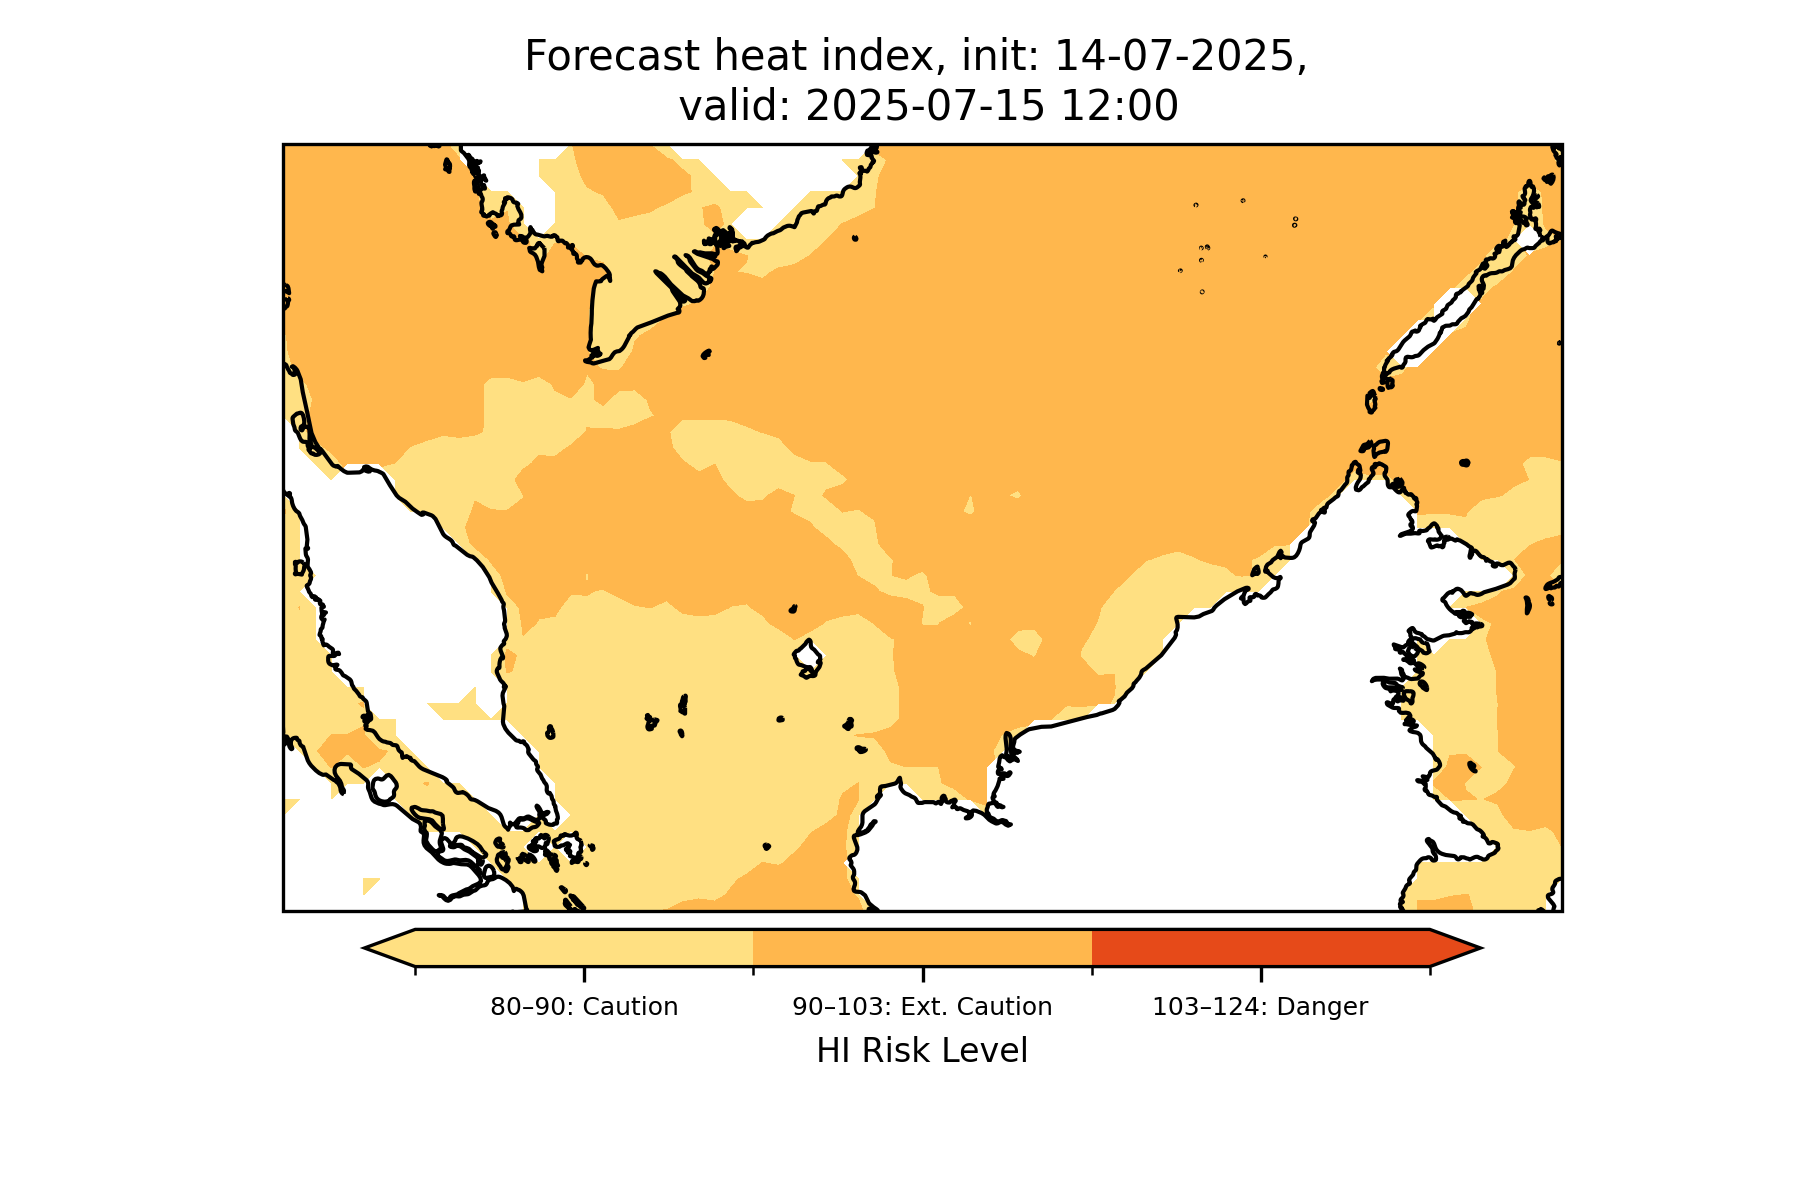 Forecast heat index, init: 14-07-2025,
valid: 2025-07-15 12:00
80–90: Caution
90–103: Ext. Caution
103–124: Danger
HI Risk Level